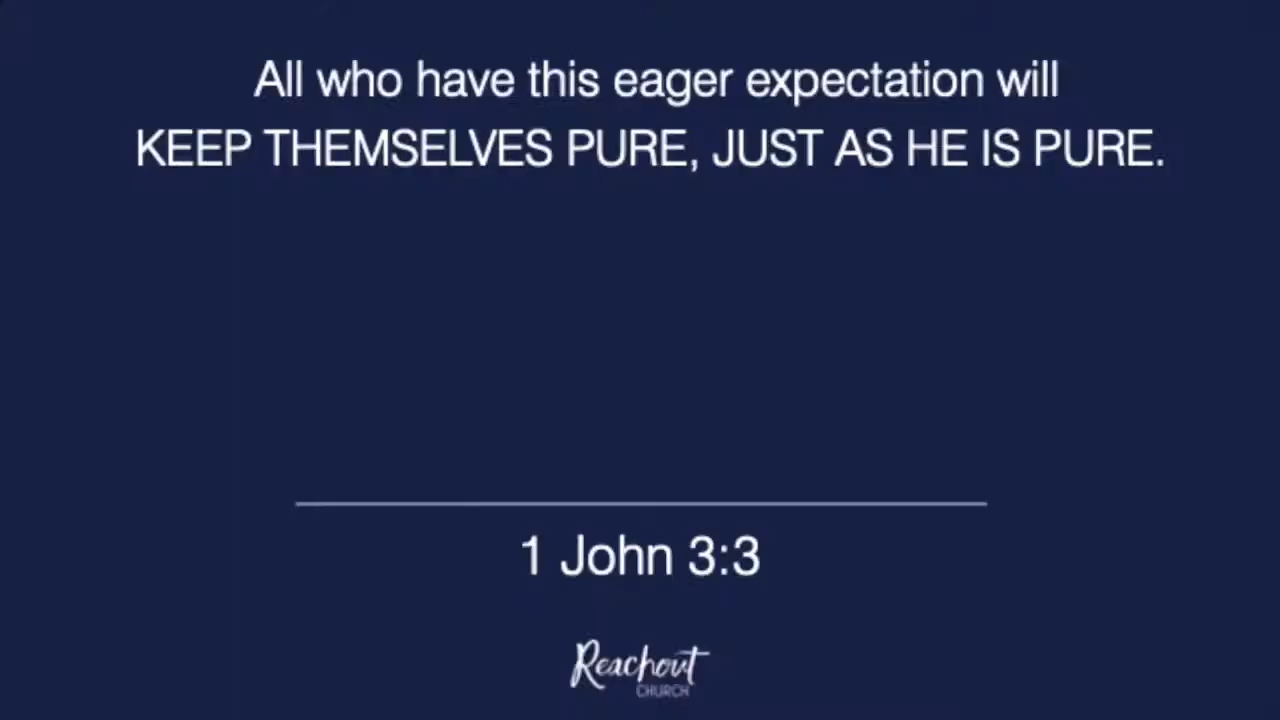 All who have this eager expectation will
KEEP THEMSELVES PURE, JUST AS HE IS PURE.
1 John 3:3
Reachout
CHURCH